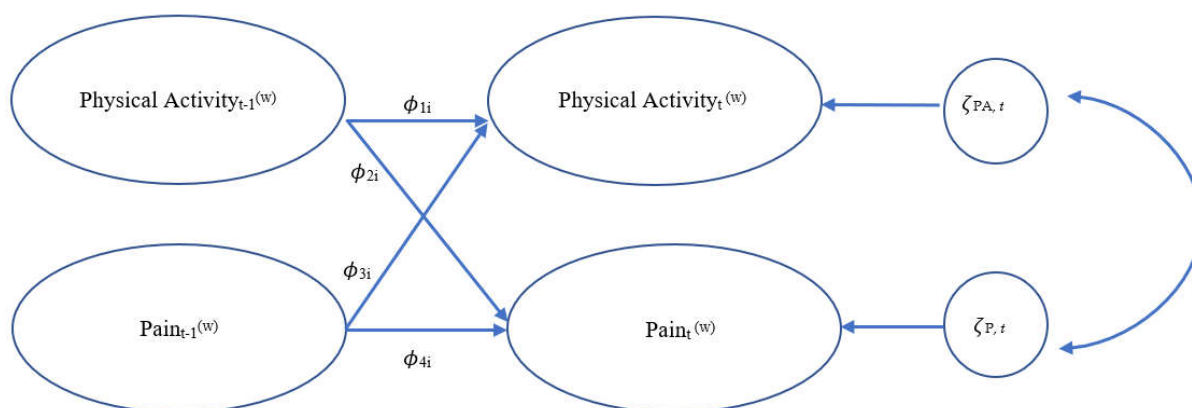 Physical Activityt-1(w)
ϕ1i
Physical Activityt(w)
ζPA, t
ϕ2i
ϕ3i
Paint-1(w)
ϕ4i
Paint(w)
ζP, t